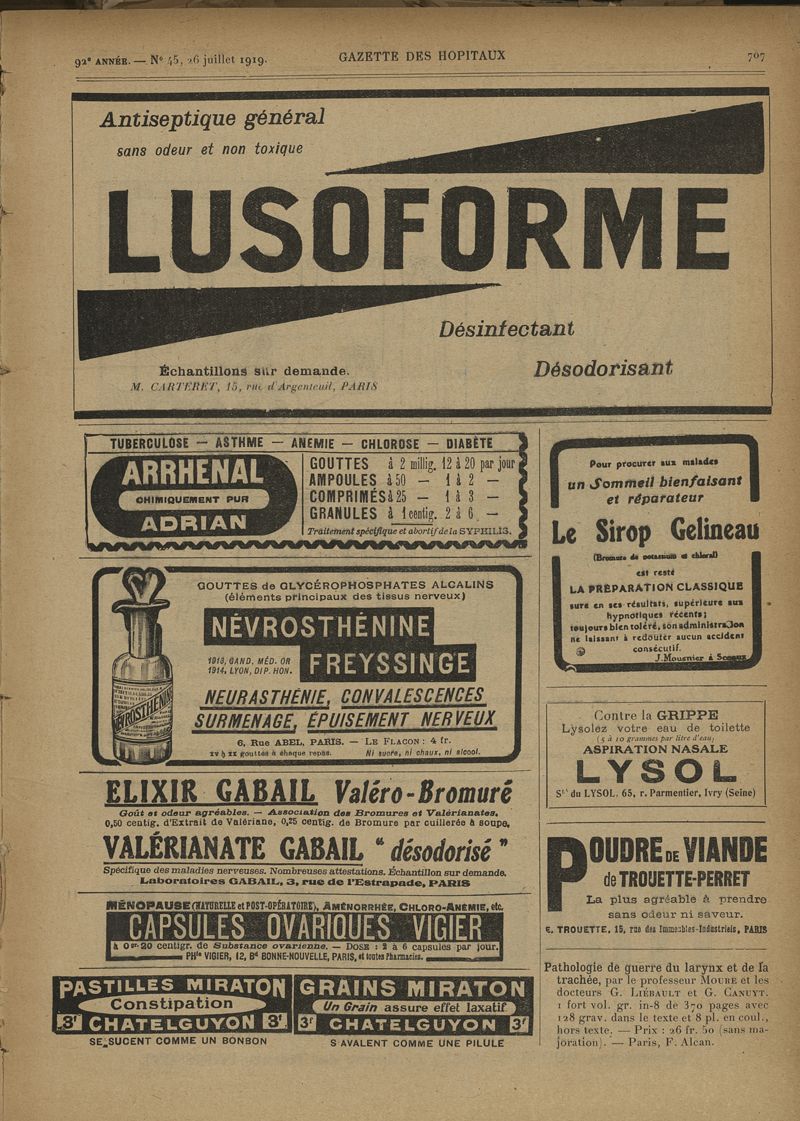 92e ANNÉE. — No 45, 26 juillet 1919.
GAZETTE DES HOPITAUX
707
Antiseptique général
sans odeur et non toxique
LUSOFORME
Désinfectant
Désodorisant
Échantillons sur demande.
M. CARTERET, 15, rue d'Argenteuil, PARIS
TUBERCULOSE — ASTHME — ANEMIE — CHLOROSE — DIABÈTE
ARRHENAL
CHIMIQUEMENT PUR
ADRIAN
GOUTTES à 2 millig. 12 à 20 par jour
AMPOULES à 50 — 1 à 2 —
COMPRIMÉS à 25 — 1 à 3 —
GRANULES à 1 centig. 2 à 6 —
Traitement spécifique et abortif de la SYPHILIS.
GOUTTES de GLYCÉROPHOSPHATES ALCALINS
(éléments principaux des tissus nerveux)
NÉVROSTHÉNINE
1913, GAND, MÉD. OR
1914, LYON, DIP. HON.
FREYSSINGE
NÉVROSTHÉNINE
NEURASTHÉNIE, CONVALESCENCES
SURMENAGE, ÉPUISEMENT NERVEUX
6, Rue ABEL, PARIS. — LE FLACON : 4 fr.
XV à XX gouttes à chaque repas. Ni sucre, ni chaux, ni alcool.
ELIXIR GABAIL Valéro-Bromuré
Goût et odeur agréables. — Association des Bromures et Valérianates.
0,50 centig. d'Extrait de Valériane, 0,25 centig. de Bromure par cuillerée à soupe.
VALÉRIANATE GABAIL "désodorisé"
Spécifique des maladies nerveuses. Nombreuses attestations. Échantillon sur demande.
Laboratoires GABAIL, 3, rue de l'Estrapade, PARIS
MÉNOPAUSE (NATURELLE et POST-OPÉRATOIRE), AMÉNORRHÉE, CHLORO-ANÉMIE, etc.
CAPSULES OVARIQUES VIGIER
à 0gr.20 centigr. de Substance ovarienne. — DOSE : 2 à 6 capsules par jour.
PHie VIGIER, 12, Bd BONNE-NOUVELLE, PARIS, et toutes Pharmacies.
PASTILLES MIRATON
Constipation
3f CHATELGUYON 3f
SE SUCENT COMME UN BONBON
GRAINS MIRATON
Un Grain assure effet laxatif
3f CHATELGUYON 3f
S AVALENT COMME UNE PILULE
Pour procurer aux malades
un Sommeil bienfaisant
et réparateur
Le Sirop Gelineau
(Bromure de potassium et chloral)
est resté
LA PRÉPARATION CLASSIQUE
sure en ses résultats, supérieure aux
hypnotiques récents;
toujours bien toléré, son administration
ne laissant à redouter aucun accident
consécutif.
J. Mousnier à Sceaux
Contre la GRIPPE
Lysolez votre eau de toilette
(5 à 10 grammes par litre d'eau)
ASPIRATION NASALE
LYSOL
Sté du LYSOL, 65, r. Parmentier, Ivry (Seine)
POUDRE DE VIANDE
de TROUETTE-PERRET
La plus agréable à prendre
sans odeur ni saveur.
E. TROUETTE, 15, rue des Immeubles-Industriels, PARIS
Pathologie de guerre du larynx et de la
trachée, par le professeur MOURE et les
docteurs G. LIÉBAULT et G. CANUYT.
1 fort vol. gr. in-8 de 370 pages avec
128 grav. dans le texte et 8 pl. en coul.,
hors texte. — Prix : 26 fr. 50 (sans ma-
joration). — Paris, F. Alcan.